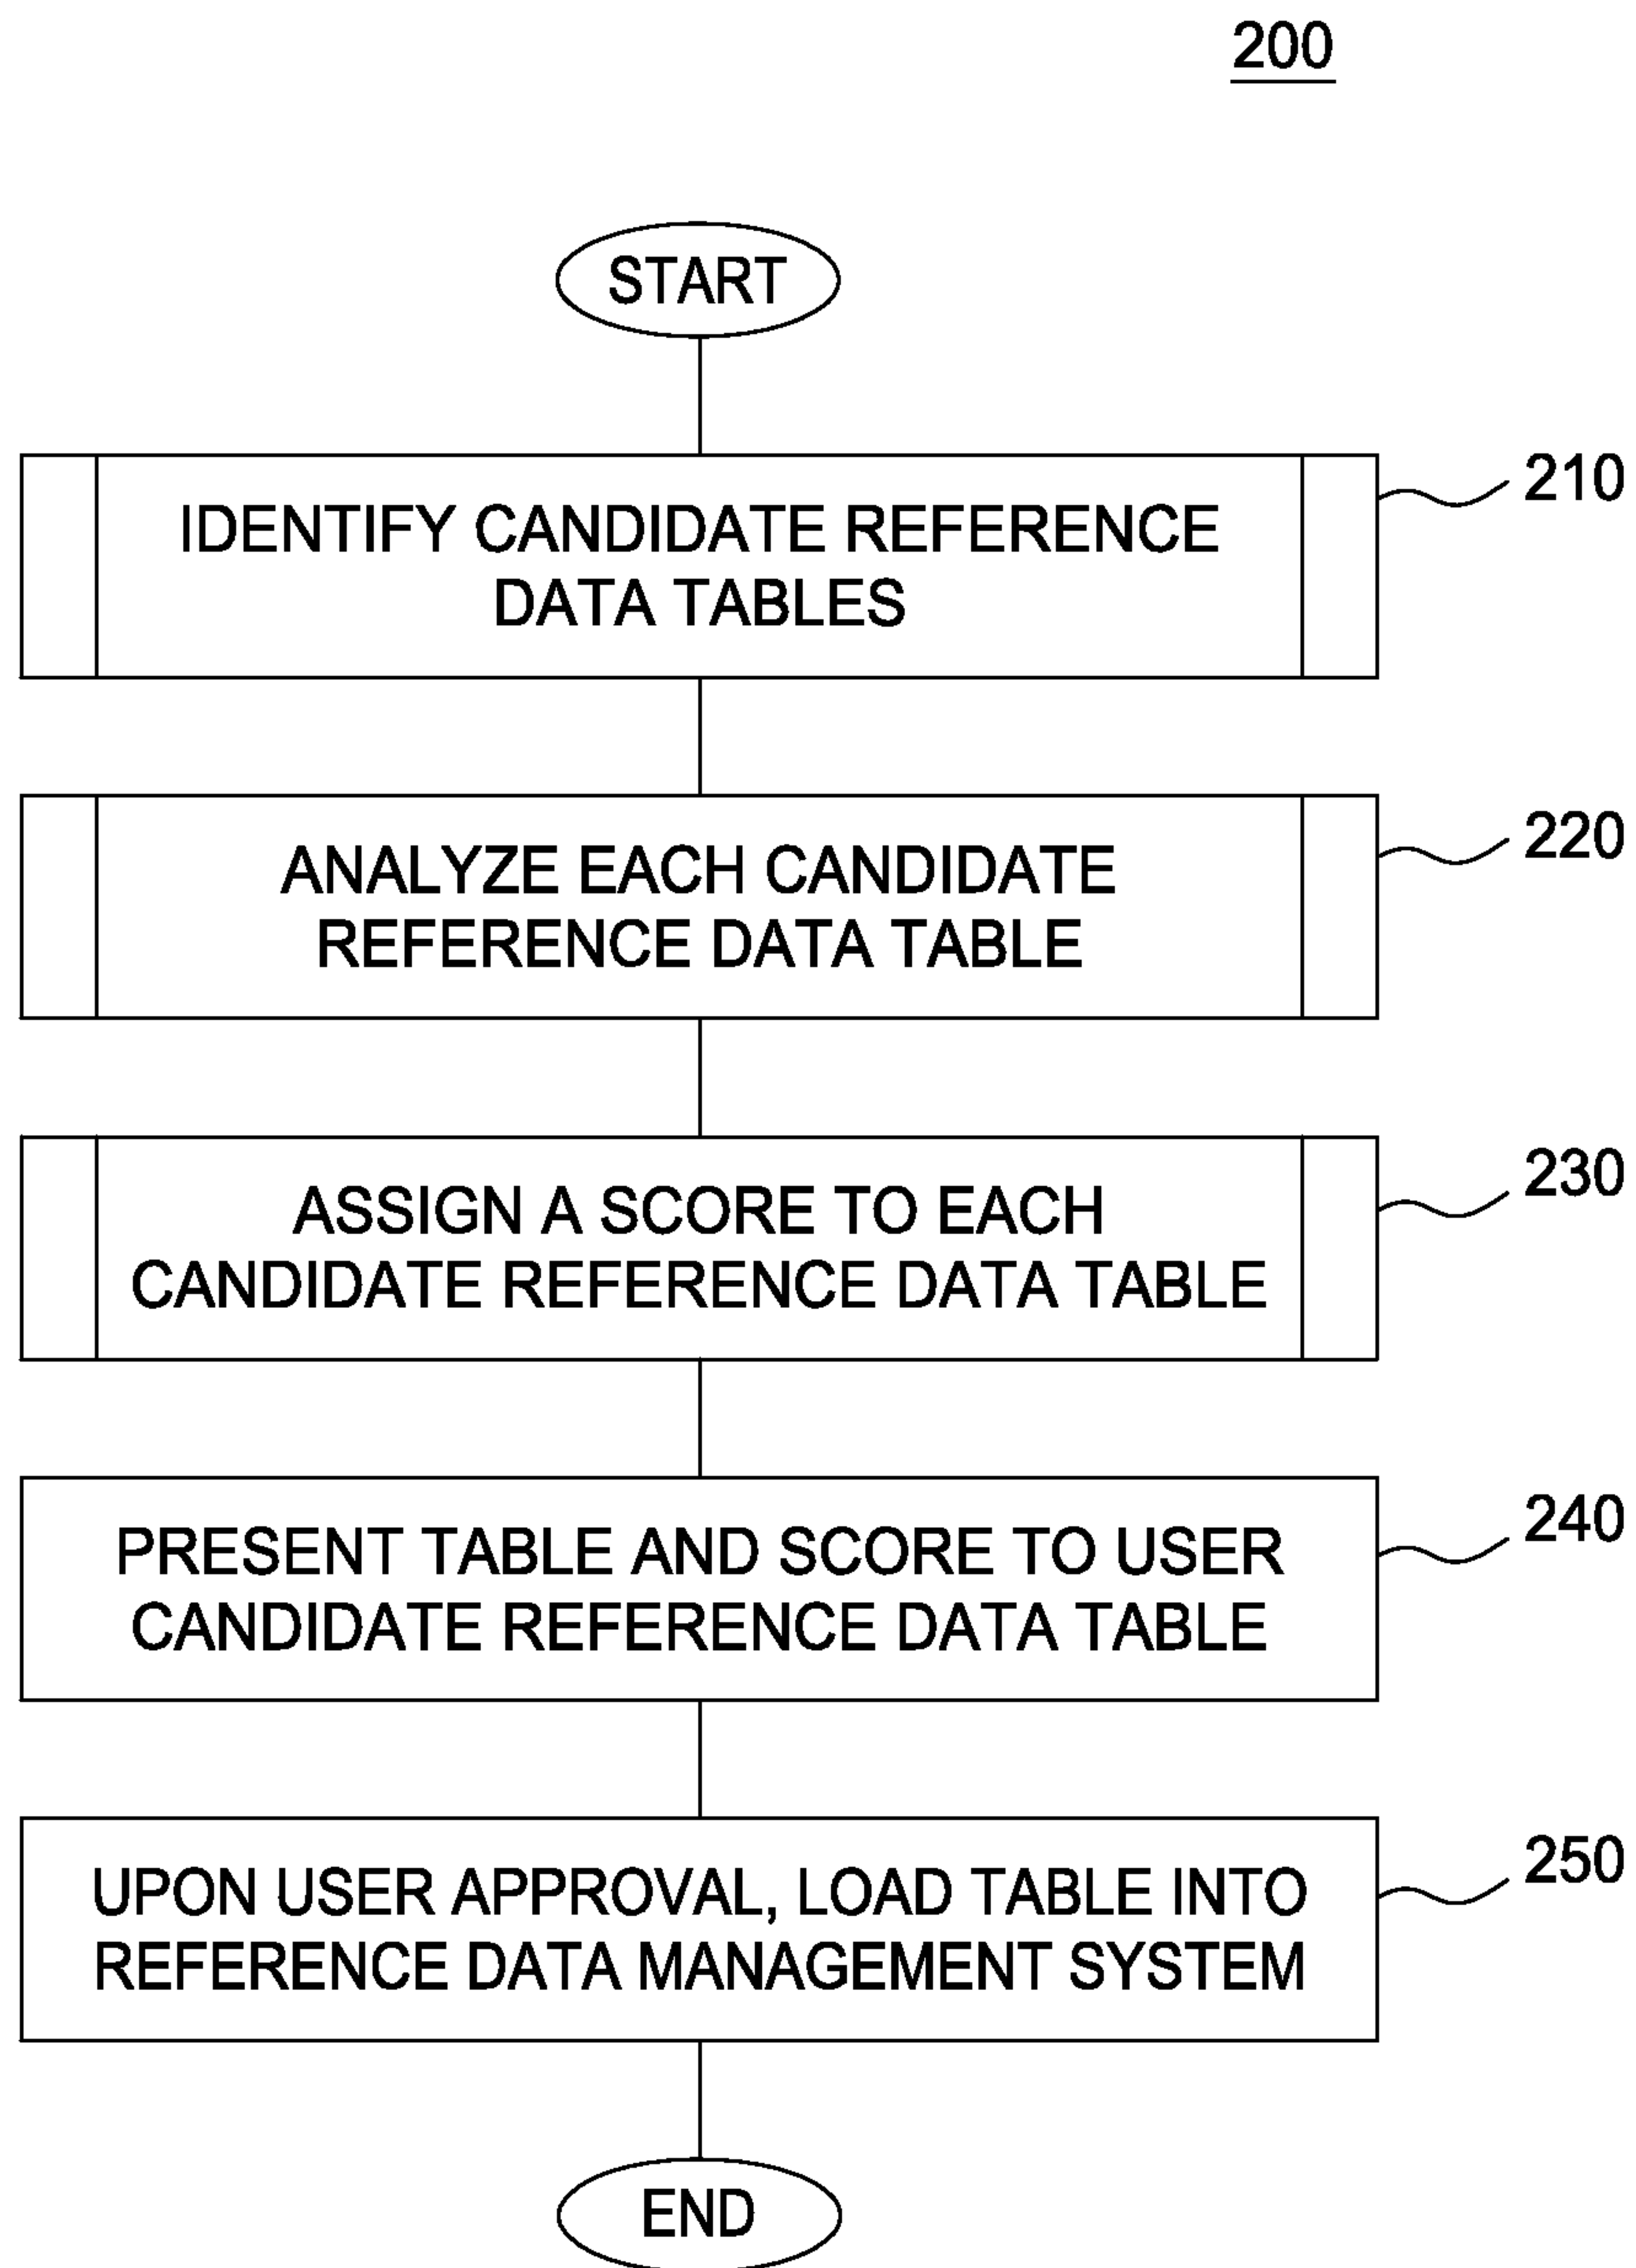 200
START
IDENTIFY CANDIDATE REFERENCE
DATA TABLES
210
ANALYZE EACH CANDIDATE
REFERENCE DATA TABLE
220
ASSIGN A SCORE TO EACH
CANDIDATE REFERENCE DATA TABLE
230
PRESENT TABLE AND SCORE TO USER
CANDIDATE REFERENCE DATA TABLE
240
UPON USER APPROVAL, LOAD TABLE INTO
REFERENCE DATA MANAGEMENT SYSTEM
250
END